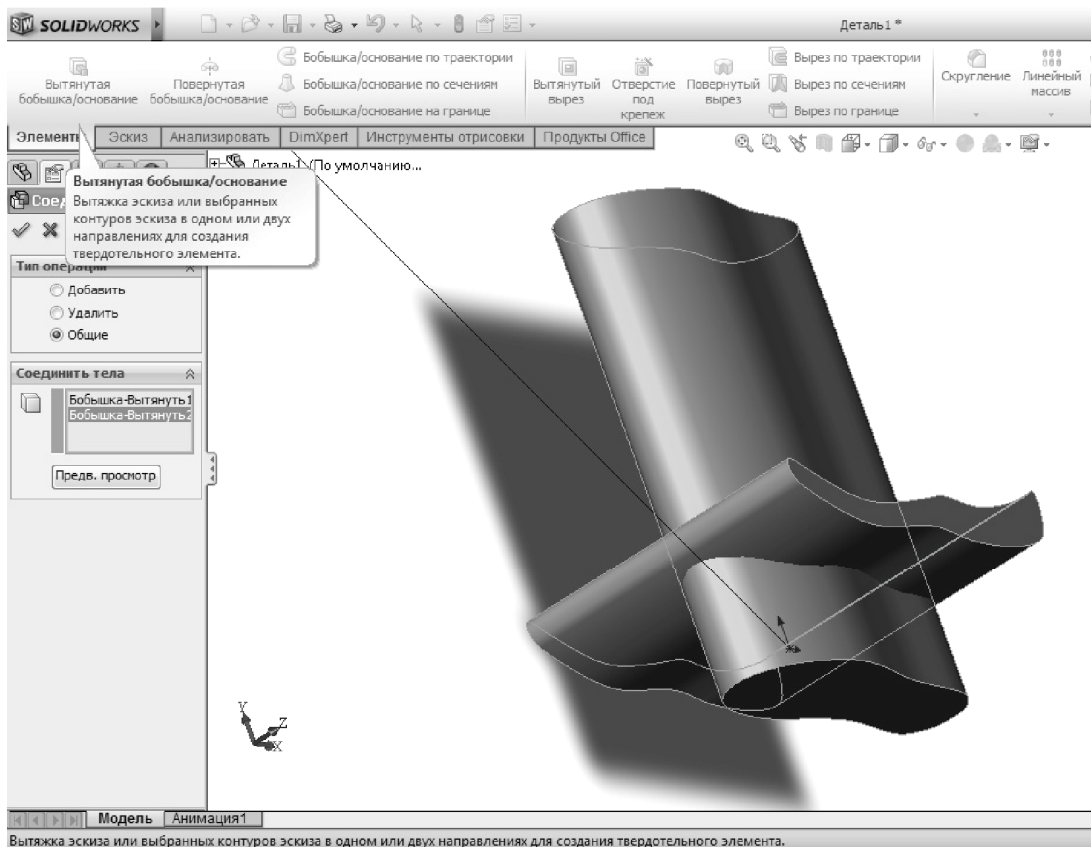 SW SOLIDWORKS
Деталь1 *
Вытянутая
бобышка/основание
Повернутая
бобышка/основание
Бобышка/основание по траектории
Бобышка/основание по сечениям
Бобышка/основание на границе
Вытянутый
вырез
Отверстие
под
крепеж
Повернутый
вырез
Вырез по траектории
Вырез по сечениям
Вырез по границе
Скругление
Линейный
массив
Элементы
Эскиз
Анализировать
DimXpert
Инструменты отрисовки
Продукты Office
Деталь1 (По умолчанию...
Вытянутая бобышка/основание
Вытяжка эскиза или выбранных
контуров эскиза в одном или двух
направлениях для создания
твердотельного элемента.
Тип операции
Добавить
Удалить
Общие
Соединить тела
Бобышка-Вытянуть1
Бобышка-Вытянуть2
Предв. просмотр
Y
Z
X
Модель
Анимация1
Вытяжка эскиза или выбранных контуров эскиза в одном или двух направлениях для создания твердотельного элемента.